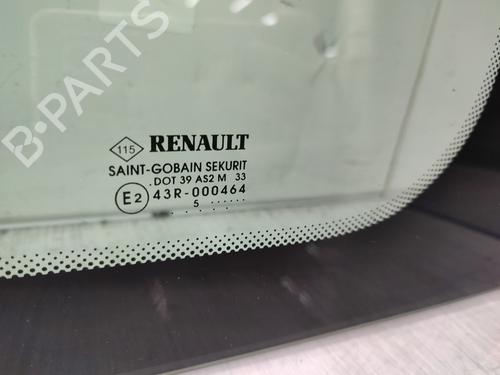 B-PARTS
115 RENAULT
SAINT-GOBAIN SEKURIT
.DOT 39 AS2 M 33
E2 43R-000464
. . . . 5 . . . . . .